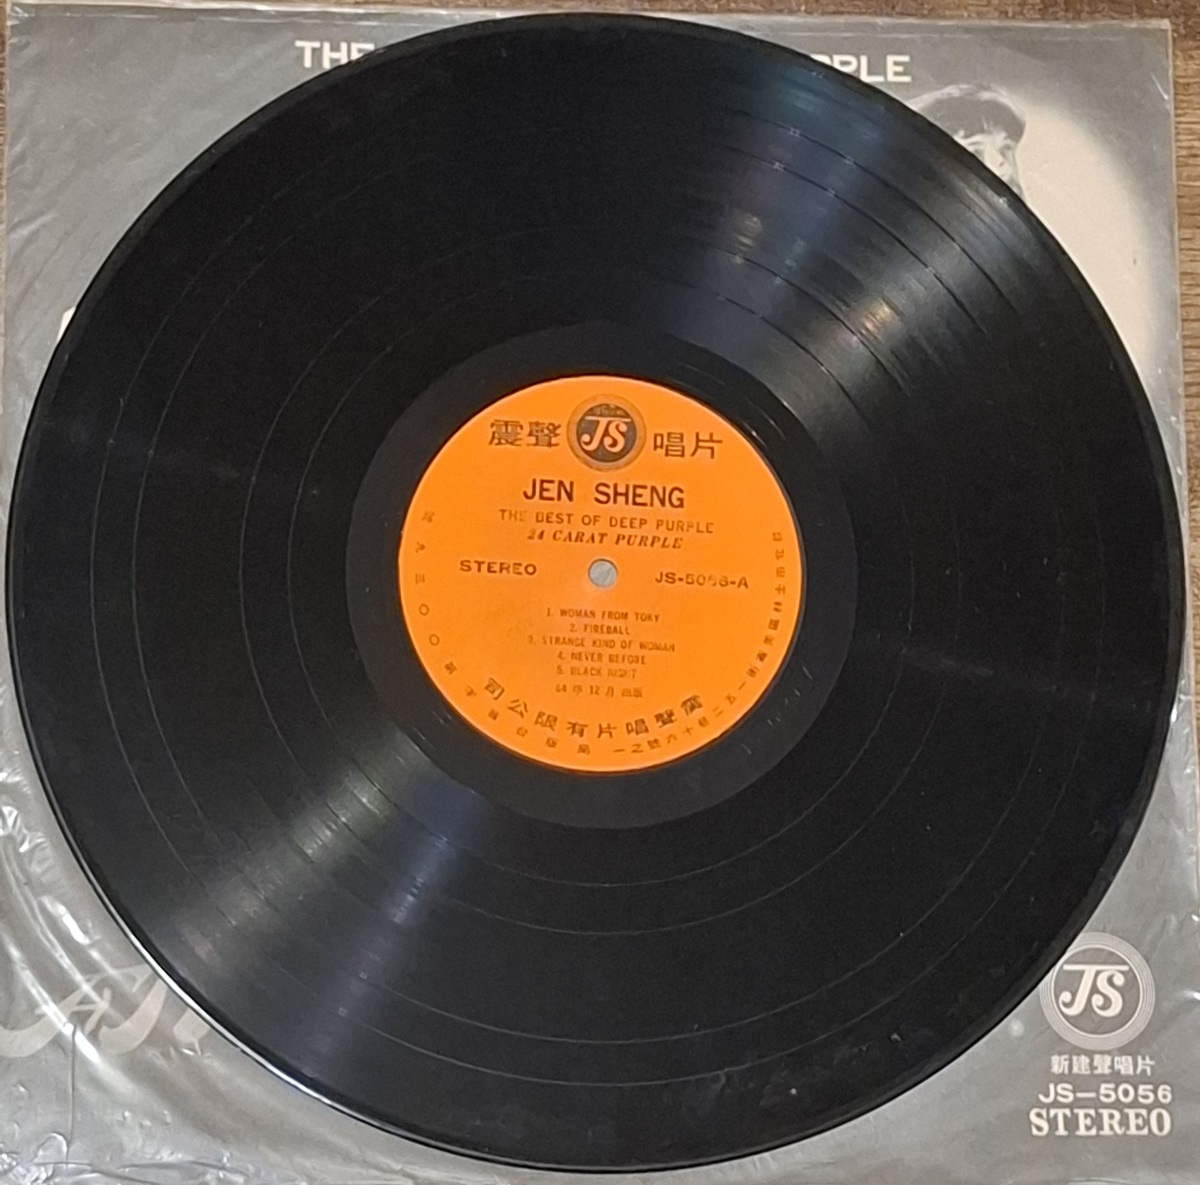 THE
PLE
震聲 JS 唱片
JEN SHENG
THE BEST OF DEEP PURPLE
24 CARAT PURPLE
STEREO
JS-5056-A
1. WOMAN FROM TOKY
2. FIREBALL
3. STRANGE KIND OF WOMAN
4. NEVER BEFORE
5. BLACK NIGHT
64年12月出版
震聲唱片有限公司
JS
新建聲唱片
JS-5056
STEREO